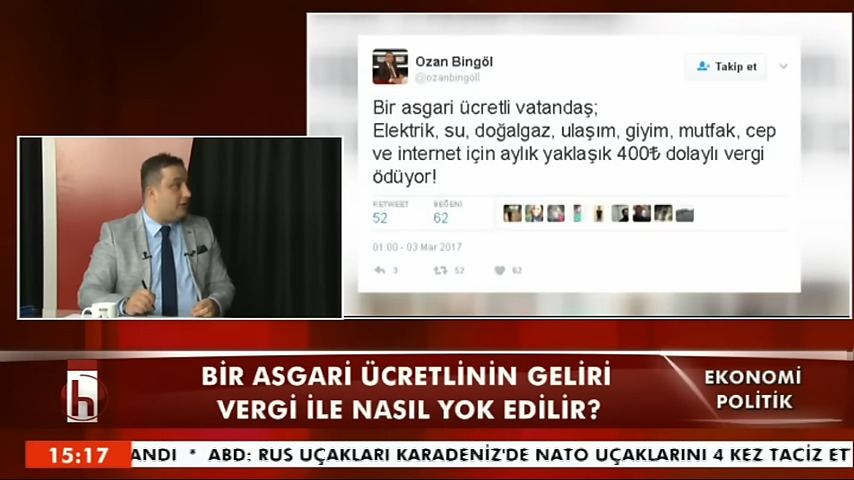 Ozan Bingöl
@ozanbingoll
Takip et
Bir asgari ücretli vatandaş;
Elektrik, su, doğalgaz, ulaşım, giyim, mutfak, cep
ve internet için aylık yaklaşık 400₺ dolaylı vergi
ödüyor!
RETWEET
52
BEĞENİ
62
01:00 - 03 Mar 2017
3
52
62
h
BİR ASGARİ ÜCRETLİNİN GELİRİ
VERGİ İLE NASIL YOK EDİLİR?
EKONOMİ
POLİTİK
15:17
ANDI * ABD: RUS UÇAKLARI KARADENİZ'DE NATO UÇAKLARINI 4 KEZ TACİZ ET